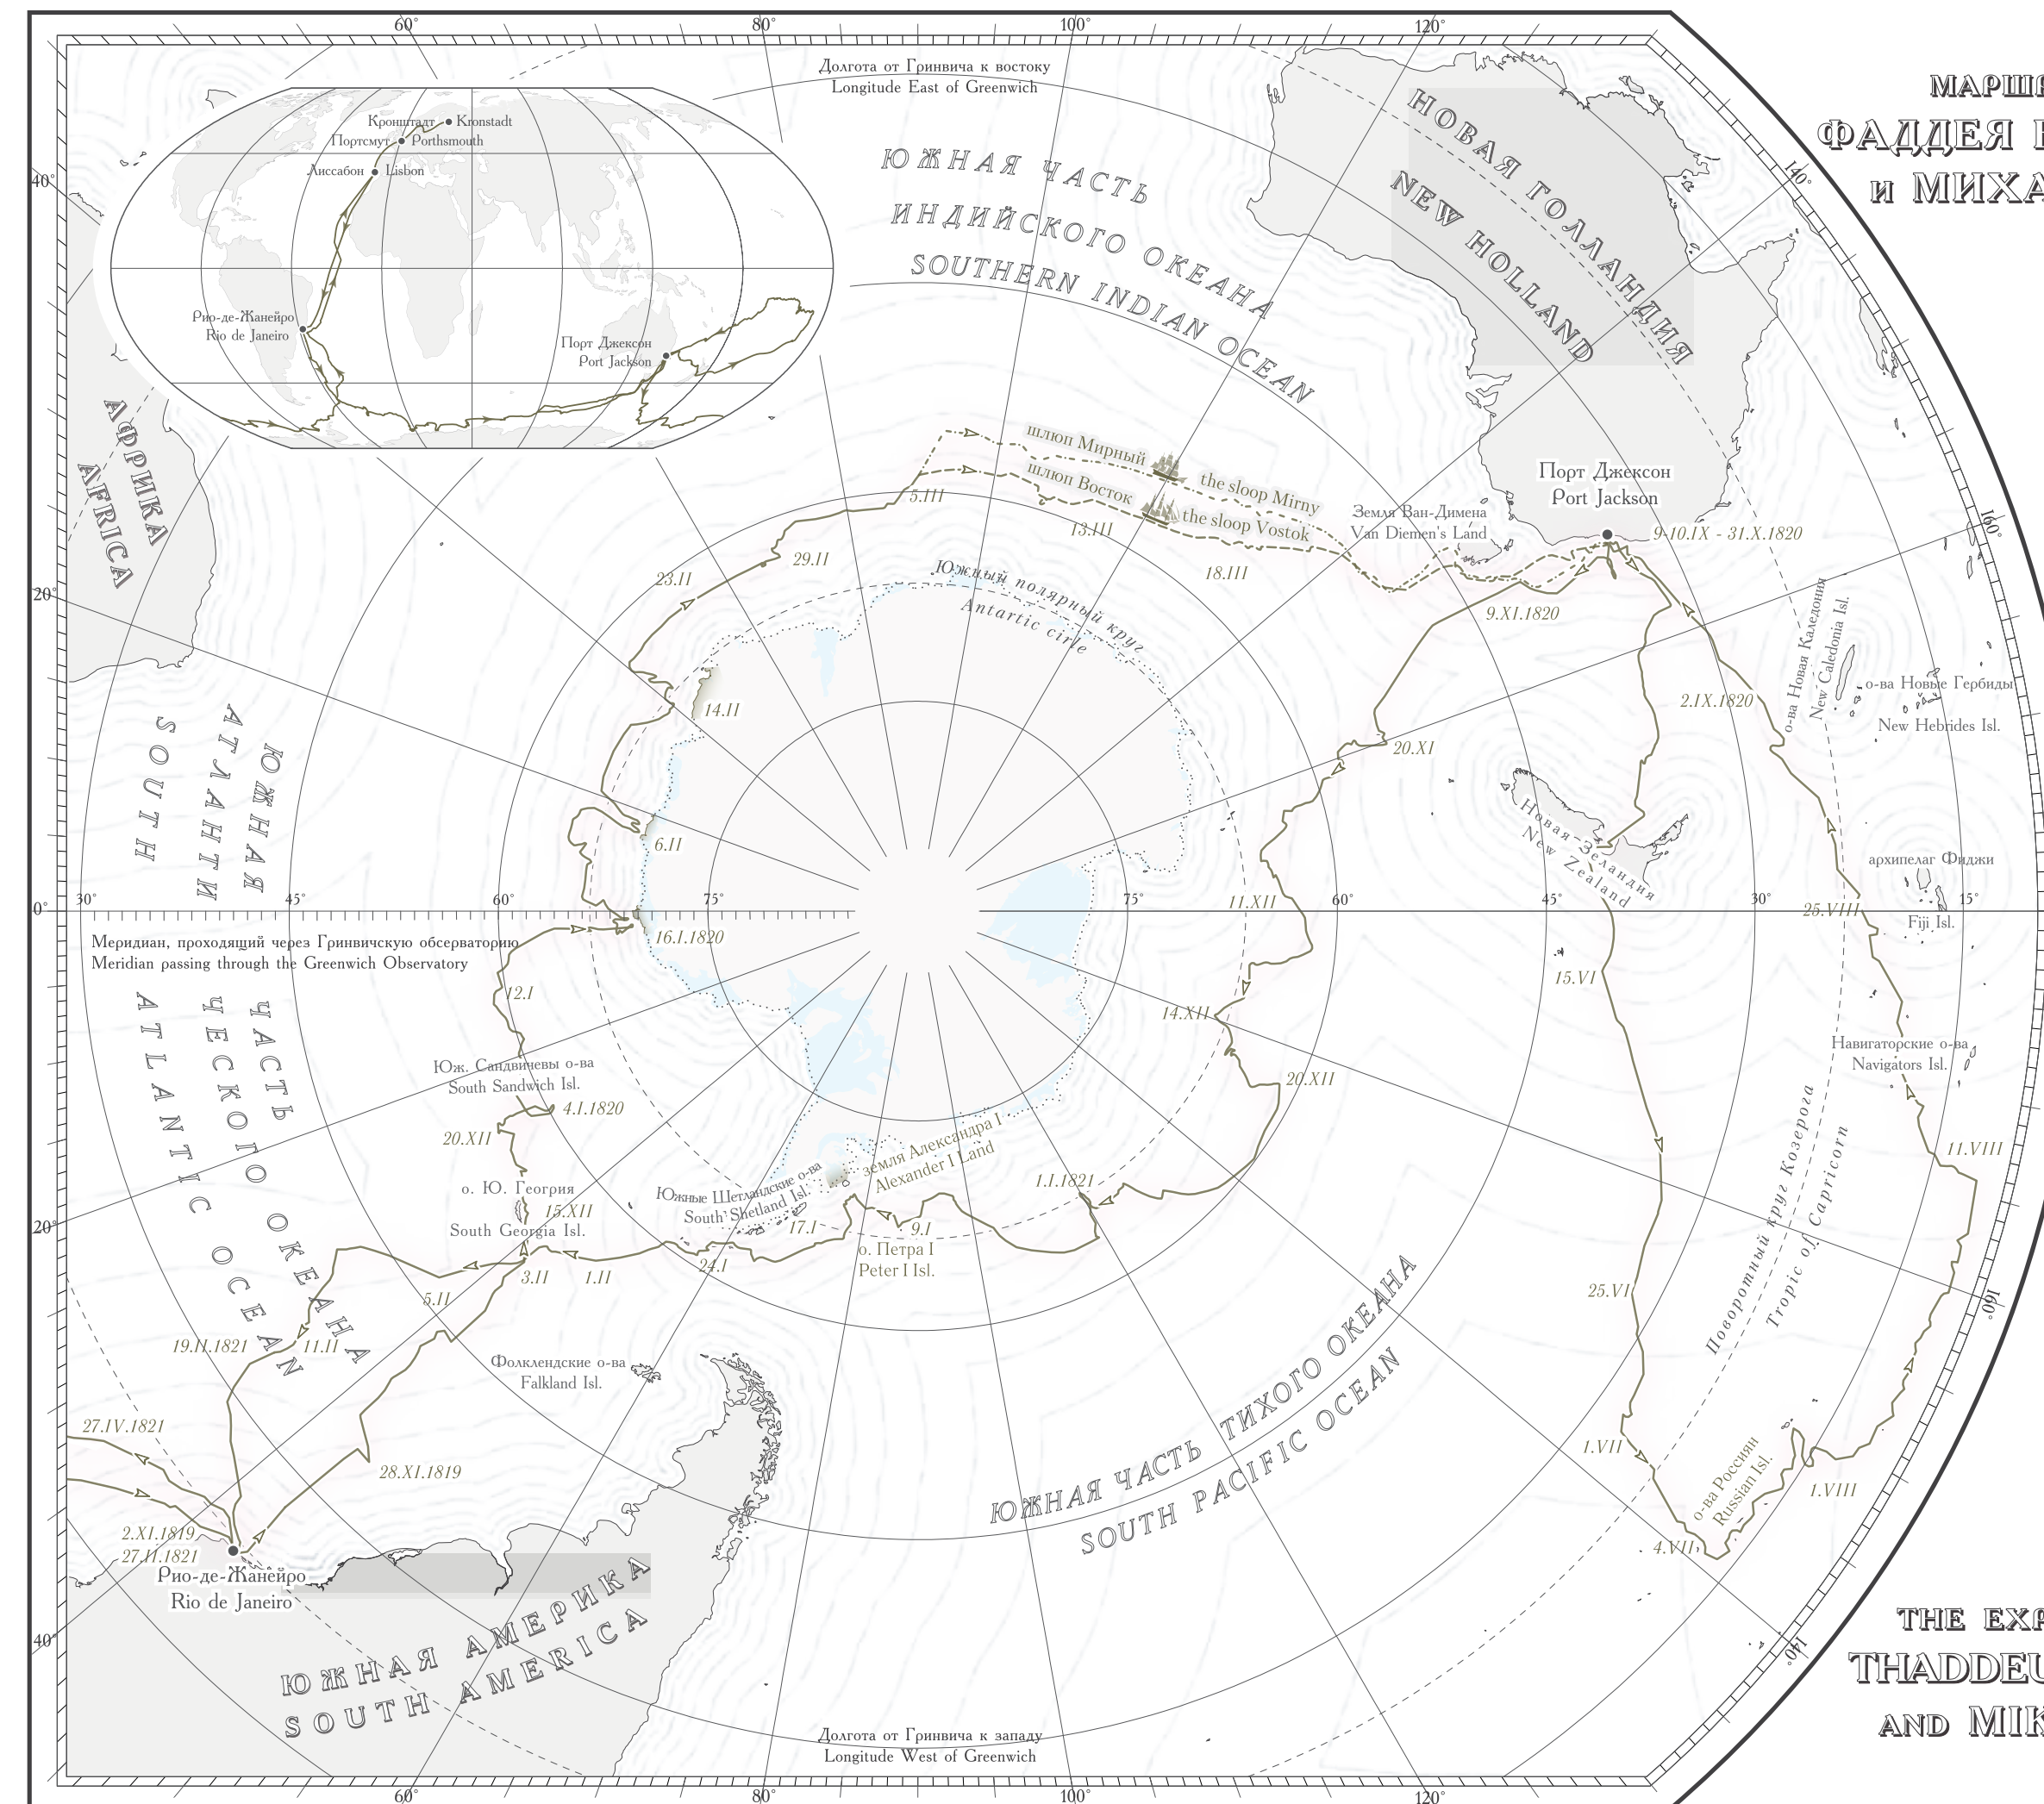 60°
80°
100°
120°
Долгота от Гринвича к востоку
Longitude East of Greenwich
МАРШР
ФАДДЕЯ
и МИХА
140°
40°
Кронштадт
Kronstadt
Портсмут
Porthsmouth
Лиссабон
Lisbon
Рио-де-Жанейро
Rio de Janeiro
Порт Джексон
Port Jackson
ЮЖНАЯ ЧАСТЬ
ИНДИЙСКОГО ОКЕАНА
SOUTHERN INDIAN OCEAN
НОВАЯ ГОЛЛАНДИЯ
NEW HOLLAND
АФРИКА
AFRICA
шлюп Мирный
the sloop Mirny
шлюп Восток
the sloop Vostok
Земля Ван-Димена
Van Diemen's Land
Порт Джексон
Port Jackson
9-10.IX - 31.X.1820
160°
5.III
13.III
18.III
29.II
23.II
Южный полярный круг
Antartic cirle
9.XI.1820
20°
14.II
20.XI
2.IX.1820
о-ва Новая Каледония
New Caledonia Isl.
о-ва Новые Гербиды
New Hebrides Isl.
ЮЖНАЯ
АТЛАНТИ
SOUTH
6.II
Новая Зеландия
New Zealand
архипелаг Фиджи
Fiji Isl.
0°
30°
45°
60°
75°
75°
60°
45°
30°
15°
11.XII
25.VIII
Меридиан, проходящий через Гринвичскую обсерваторию
Meridian passing through the Greenwich Observatory
16.I.1820
12.I
15.VI
14.XII
20.XII
ЧАСТЬ
ЧЕСКОГО ОКЕАНА
ATLANTIC OCEAN
Юж. Сандвичевы о-ва
South Sandwich Isl.
4.I.1820
20.XII
Навигаторские о-ва
Navigators Isl.
11.VIII
о. Ю. Георгия
15.XII
South Georgia Isl.
Южные Шетландские о-ва
South Shetland Isl.
земля Александра I
Alexander I Land
1.I.1821
17.I
9.I
о. Петра I
Peter I Isl.
24.I
20°
3.II
1.II
5.II
19.II.1821
11.II
Поворотный круг Козерога
Tropic of Capricorn
25.VI
160°
Фолклендские о-ва
Falkland Isl.
ЮЖНАЯ ЧАСТЬ ТИХОГО ОКЕАНА
SOUTH PACIFIC OCEAN
27.IV.1821
28.XI.1819
1.VII
о-ва Россиян
Russian Isl.
1.VIII
4.VII
2.XI.1819
27.II.1821
Рио-де-Жанейро
Rio de Janeiro
ЮЖНАЯ АМЕРИКА
SOUTH AMERICA
40°
140°
THE EXP
THADDEU
AND MIK
Долгота от Гринвича к западу
Longitude West of Greenwich
60°
80°
100°
120°